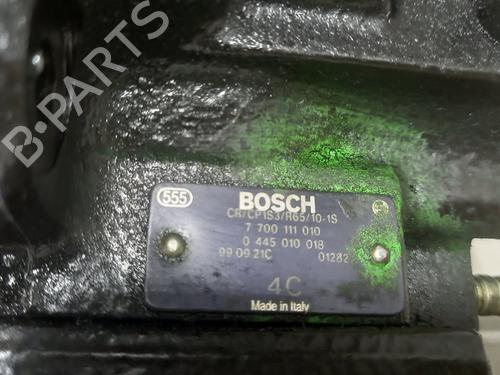 B-PARTS
555 BOSCH
CR/CP1S3/R65/10-1S
7 700 111 010
0 445 010 018
99 09 21C 01282
4C
Made in Italy